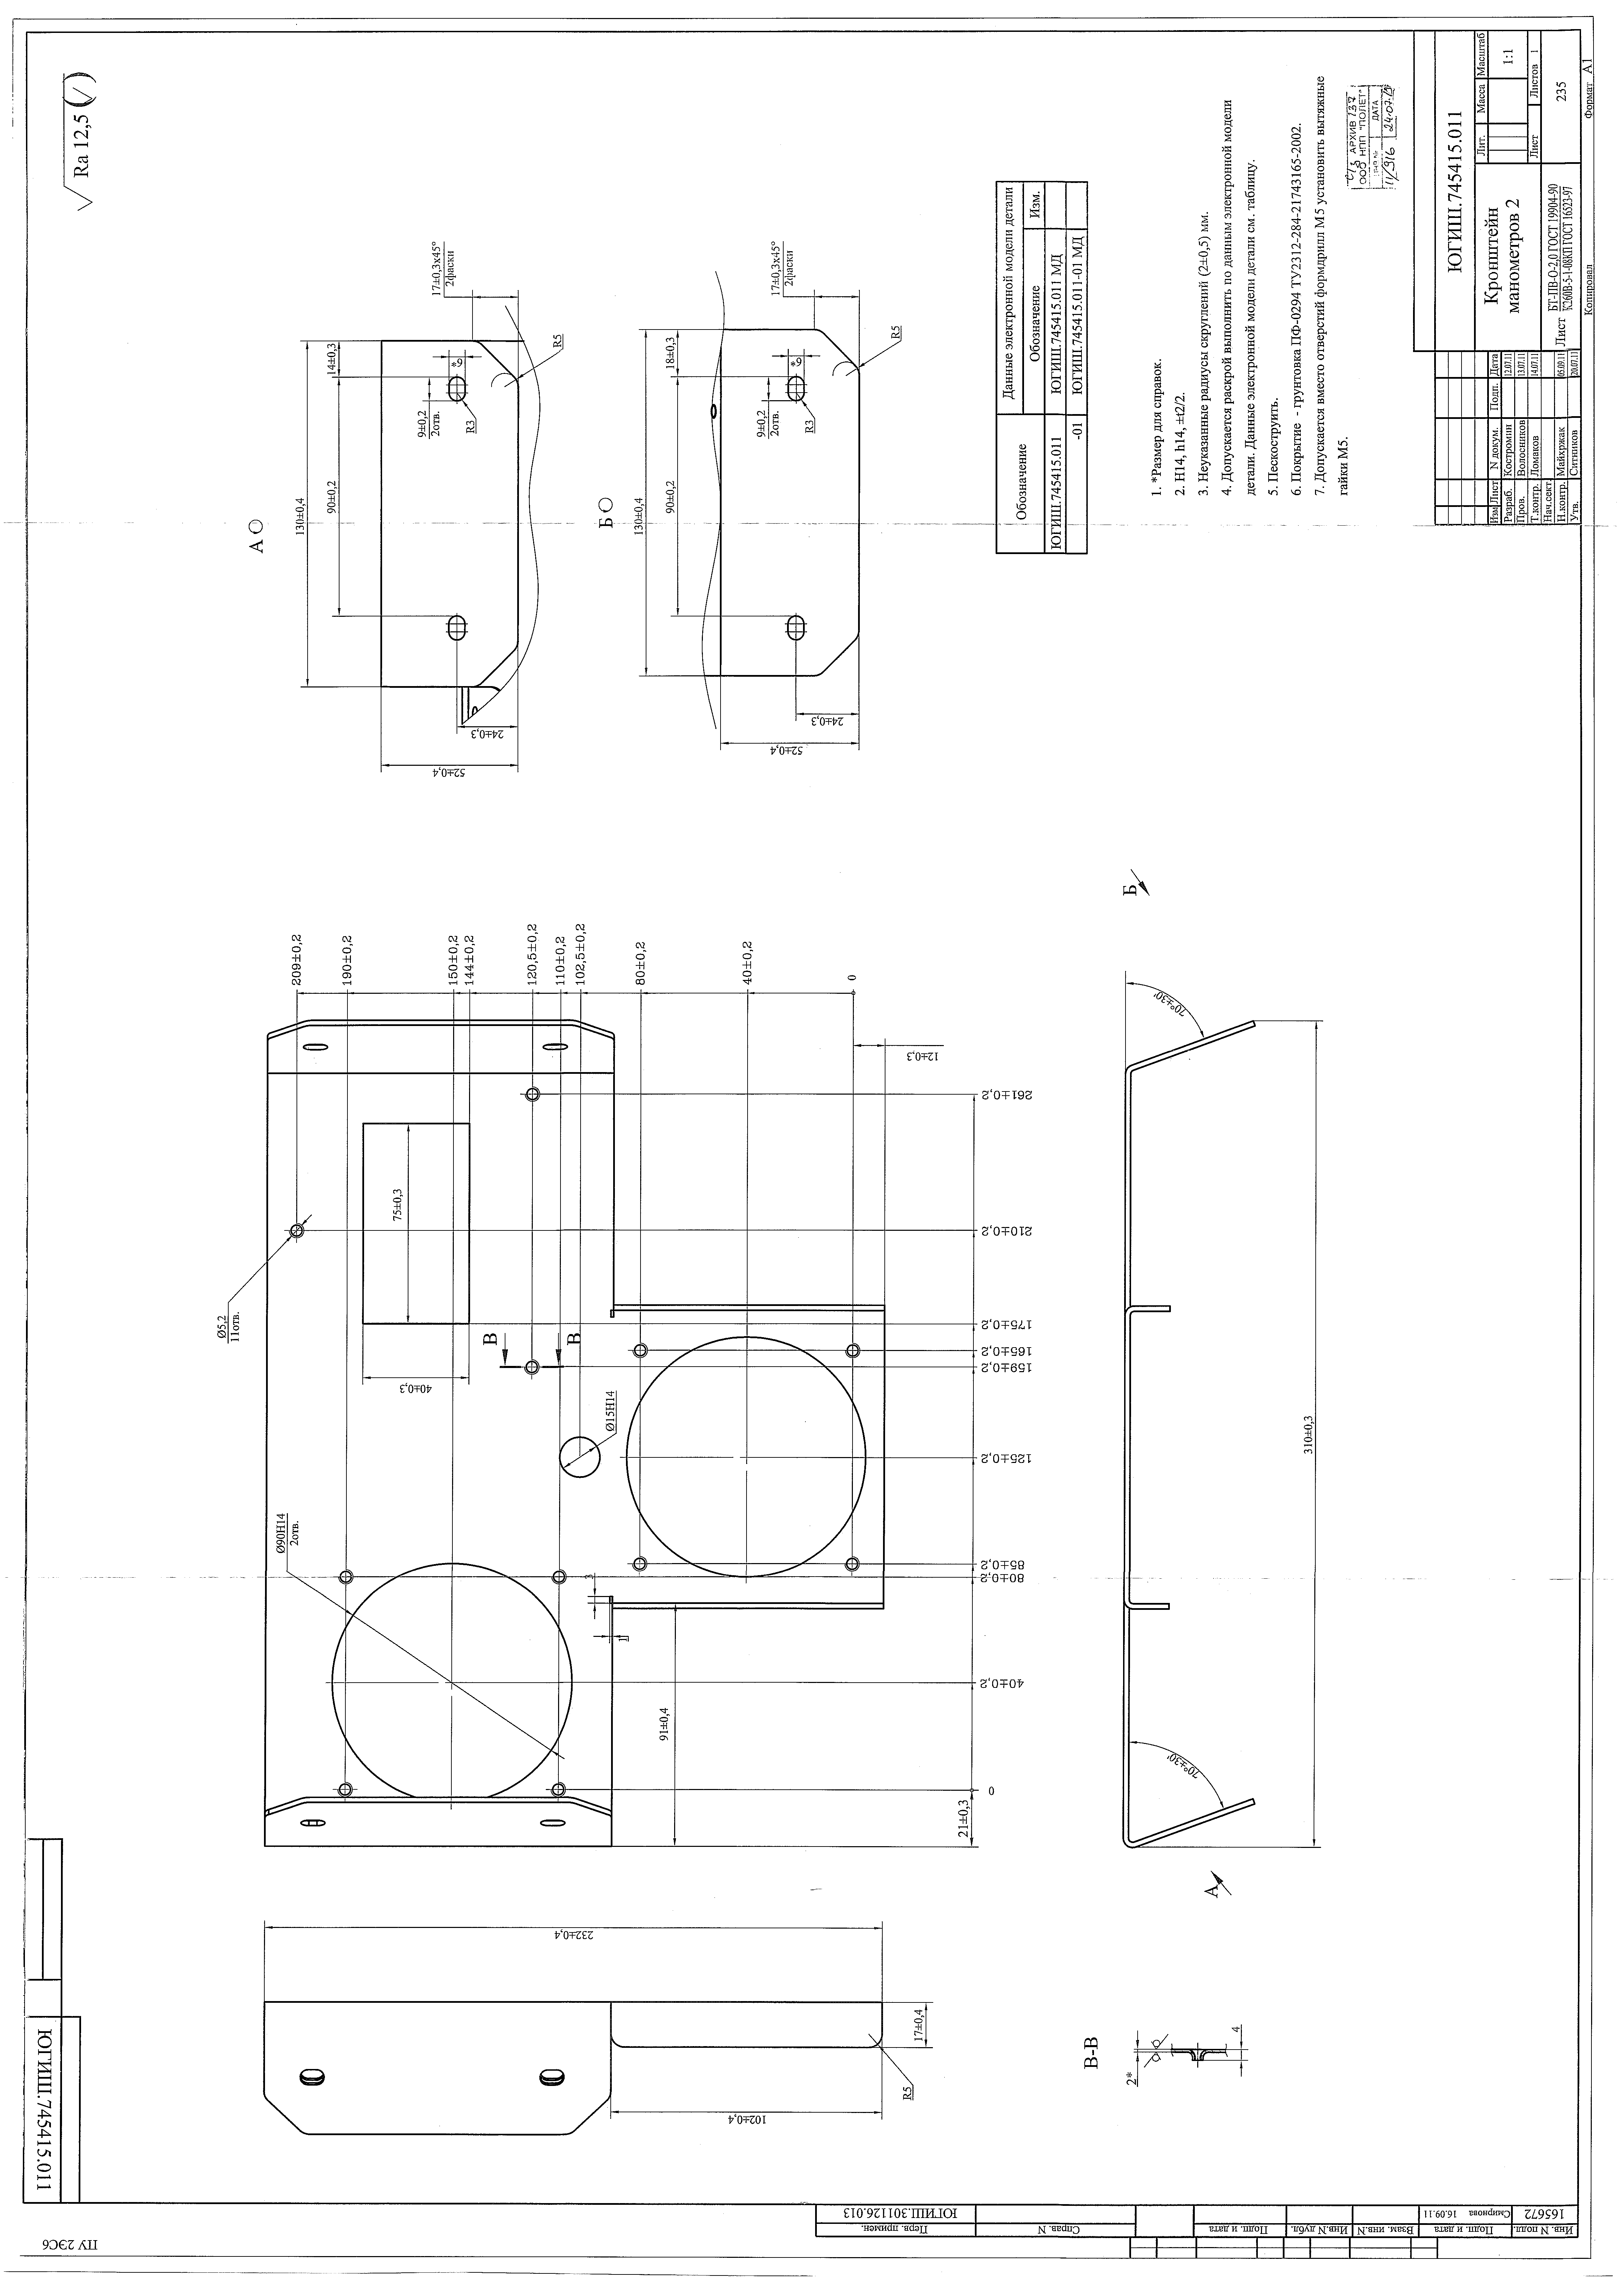 ЮГИШ.745415.011
ПУ 2ЭС6
Ra 12,5 (√)
А
130±0,4
90±0,2
14±0,3
17±0,3х45°
2фаски
9±0,2
2отв.
6*
R3
R5
24±0,3
52±0,4
Б
130±0,4
90±0,2
18±0,3
17±0,3х45°
2фаски
9±0,2
2отв.
6*
R3
R5
24±0,3
52±0,4
209±0,2
190±0,2
150±0,2
144±0,2
120,5±0,2
110±0,2
102,5±0,2
80±0,2
40±0,2
0
12±0,3
261±0,2
210±0,2
175±0,2
165±0,2
159±0,2
125±0,2
85±0,2
80±0,2
40±0,2
0
21±0,3
91±0,4
1
3
Ø5,2
11отв.
75±0,3
40±0,3
В
В
Ø15H14
Ø90H14
2отв.
232±0,4
17±0,4
102±0,4
R5
70°±30'
70°±30'
310±0,3
А
Б
В-В
2*
4
Обозначение
Данные электронной модели детали
Обозначение
Изм.
ЮГИШ.745415.011
ЮГИШ.745415.011 МД
-01
ЮГИШ.745415.011-01 МД
1. *Размер для справок.
2. H14, h14, ±t2/2.
3. Неуказанные радиусы скруглений (2±0,5) мм.
4. Допускается раскрой выполнить по данным электронной модели
детали. Данные электронной модели детали см. таблицу.
5. Пескоструить.
6. Покрытие - грунтовка ПФ-0294 ТУ2312-284-21743165-2002.
7. Допускается вместо отверстий формдрилл М5 установить вытяжные
гайки М5.
АРХИВ 137
ООО НПП "ПОЛЕТ"
ДАТА
11/916
ЮГИШ.745415.011
Кронштейн
манометров 2
Лит.
Масса
Масштаб
1:1
Лист
Листов 1
Лист
БТ-ПВ-О-2,0 ГОСТ 19904-90
К260В-5-1-08КП ГОСТ 16523-97
235
Изм
Лист
N докум.
Подп.
Дата
Разраб.
Костромин
12.07.11
Пров.
Волосников
13.07.11
Т.контр.
Ломаков
14.07.11
Нач.сект.
Н.контр.
Майхржак
05.09.11
Утв.
Ситников
20.07.11
Копировал
Формат А1
Перв. примен.
ЮГИШ.301126.013
Справ. N
Подп. и дата
Инв.N дубл.
Взам. инв.N
Подп. и дата
Смирнова 16.09.11
Инв. N подл.
165672